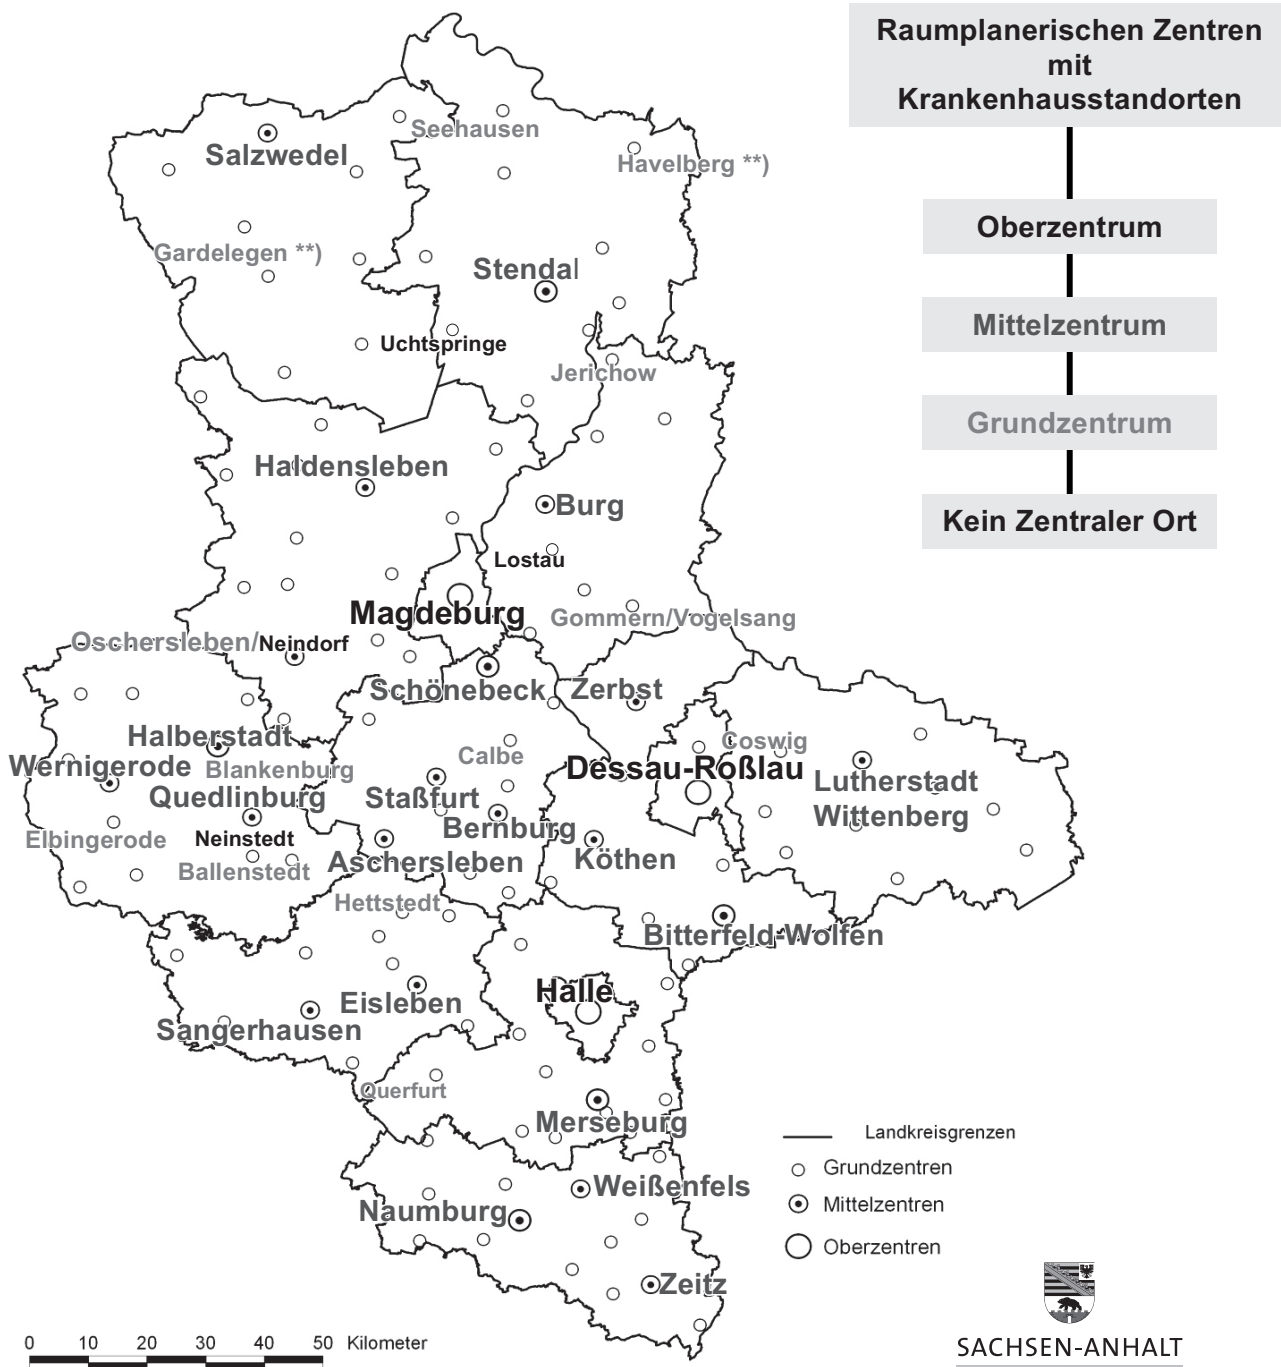 Raumplanerischen Zentren
mit
Krankenhausstandorten
Oberzentrum
Mittelzentrum
Grundzentrum
Kein Zentraler Ort
Seehausen
Salzwedel
Havelberg **)
Gardelegen **)
Stendal
Uchtspringe
Jerichow
Haldensleben
Burg
Lostau
Magdeburg
Gommern/Vogelsang
Oschersleben/Neindorf
Schönebeck
Zerbst
Halberstadt
Coswig
Calbe
Wernigerode
Blankenburg
Dessau-Roßlau
Lutherstadt
Wittenberg
Quedlinburg
Staßfurt
Bernburg
Elbingerode
Neinstedt
Aschersleben
Köthen
Ballenstedt
Hettstedt
Bitterfeld-Wolfen
Halle
Eisleben
Sangerhausen
Querfurt
Merseburg
Weißenfels
Naumburg
Zeitz
Landkreisgrenzen
Grundzentren
Mittelzentren
Oberzentren
0 10 20 30 40 50 Kilometer
SACHSEN-ANHALT